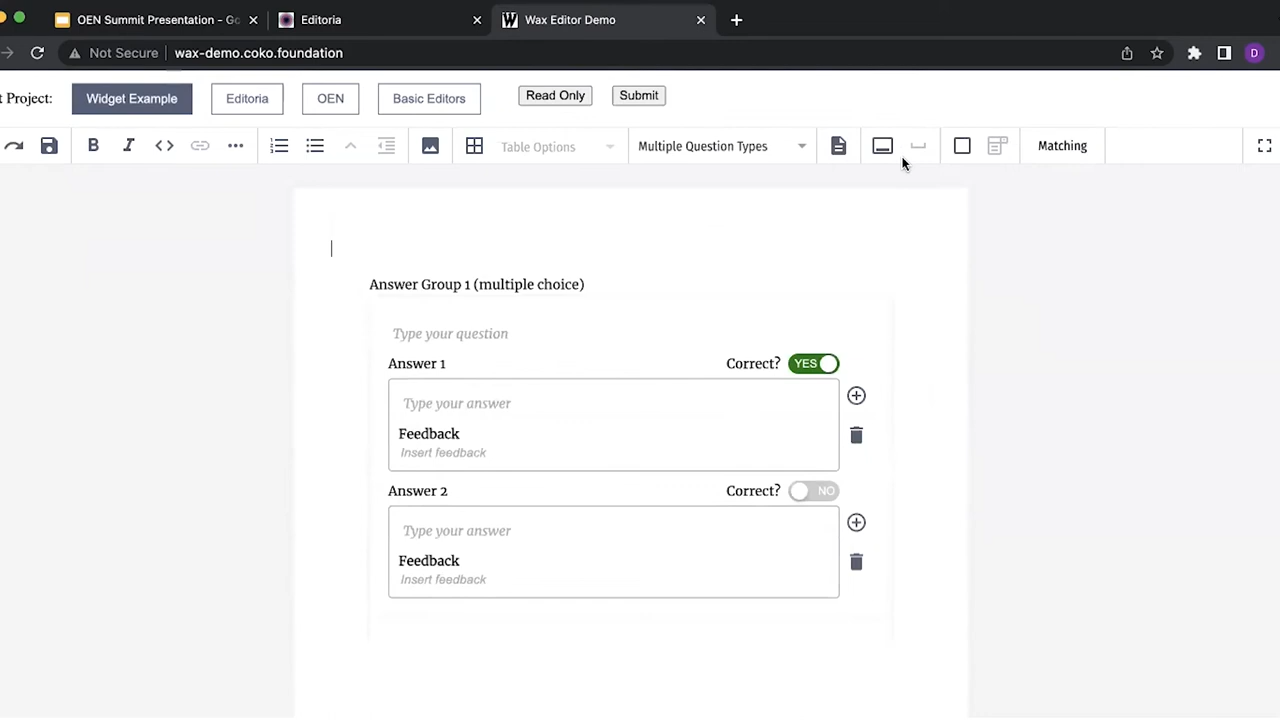 OEN Summit Presentation - Go
Editoria
Wax Editor Demo
Not Secure
wax-demo.coko.foundation
D
t Project:
Widget Example
Editoria
OEN
Basic Editors
Read Only
Submit
B
I
Table Options
Multiple Question Types
Matching
Answer Group 1 (multiple choice)
Type your question
Answer 1
Correct?
YES
Type your answer
Feedback
Insert feedback
Answer 2
Correct?
NO
Type your answer
Feedback
Insert feedback